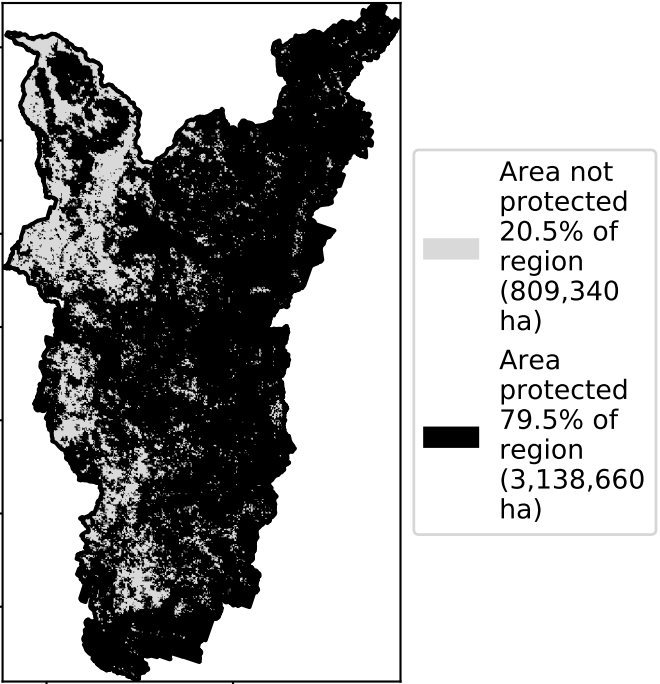 Area not
protected
20.5% of
region
(809,340
ha)
Area
protected
79.5% of
region
(3,138,660
ha)